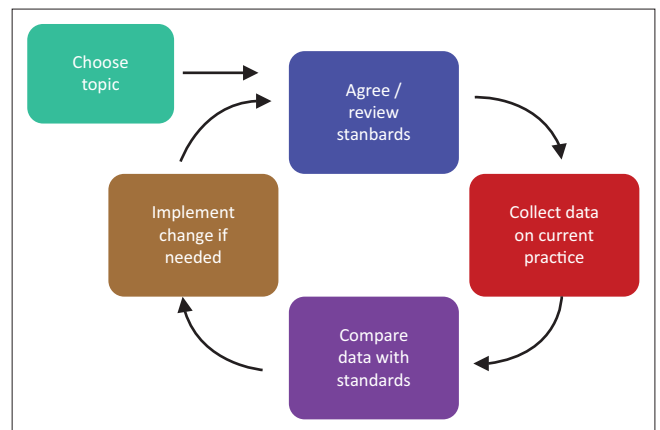 Choose
topic
Agree /
review
stanbards
Collect data
on current
practice
Compare
data with
standards
Implement
change if
needed